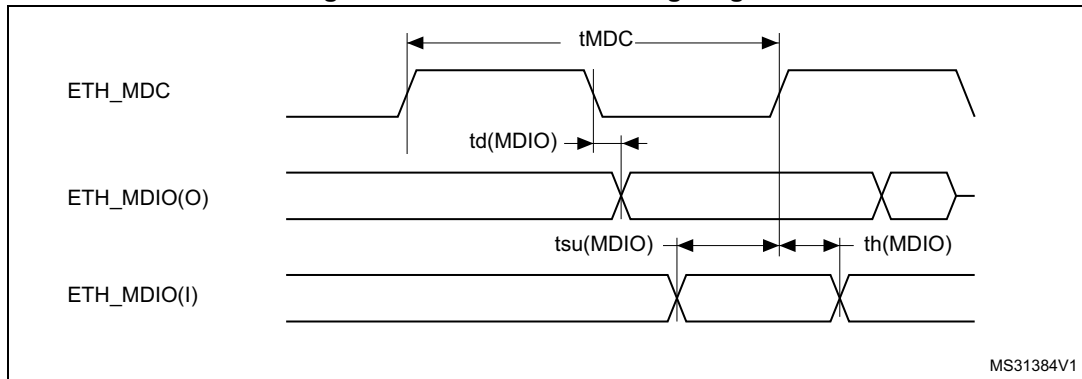 tMDC
ETH_MDC
td(MDIO)
ETH_MDIO(O)
tsu(MDIO) th(MDIO)
ETH_MDIO(I)
MS31384V1